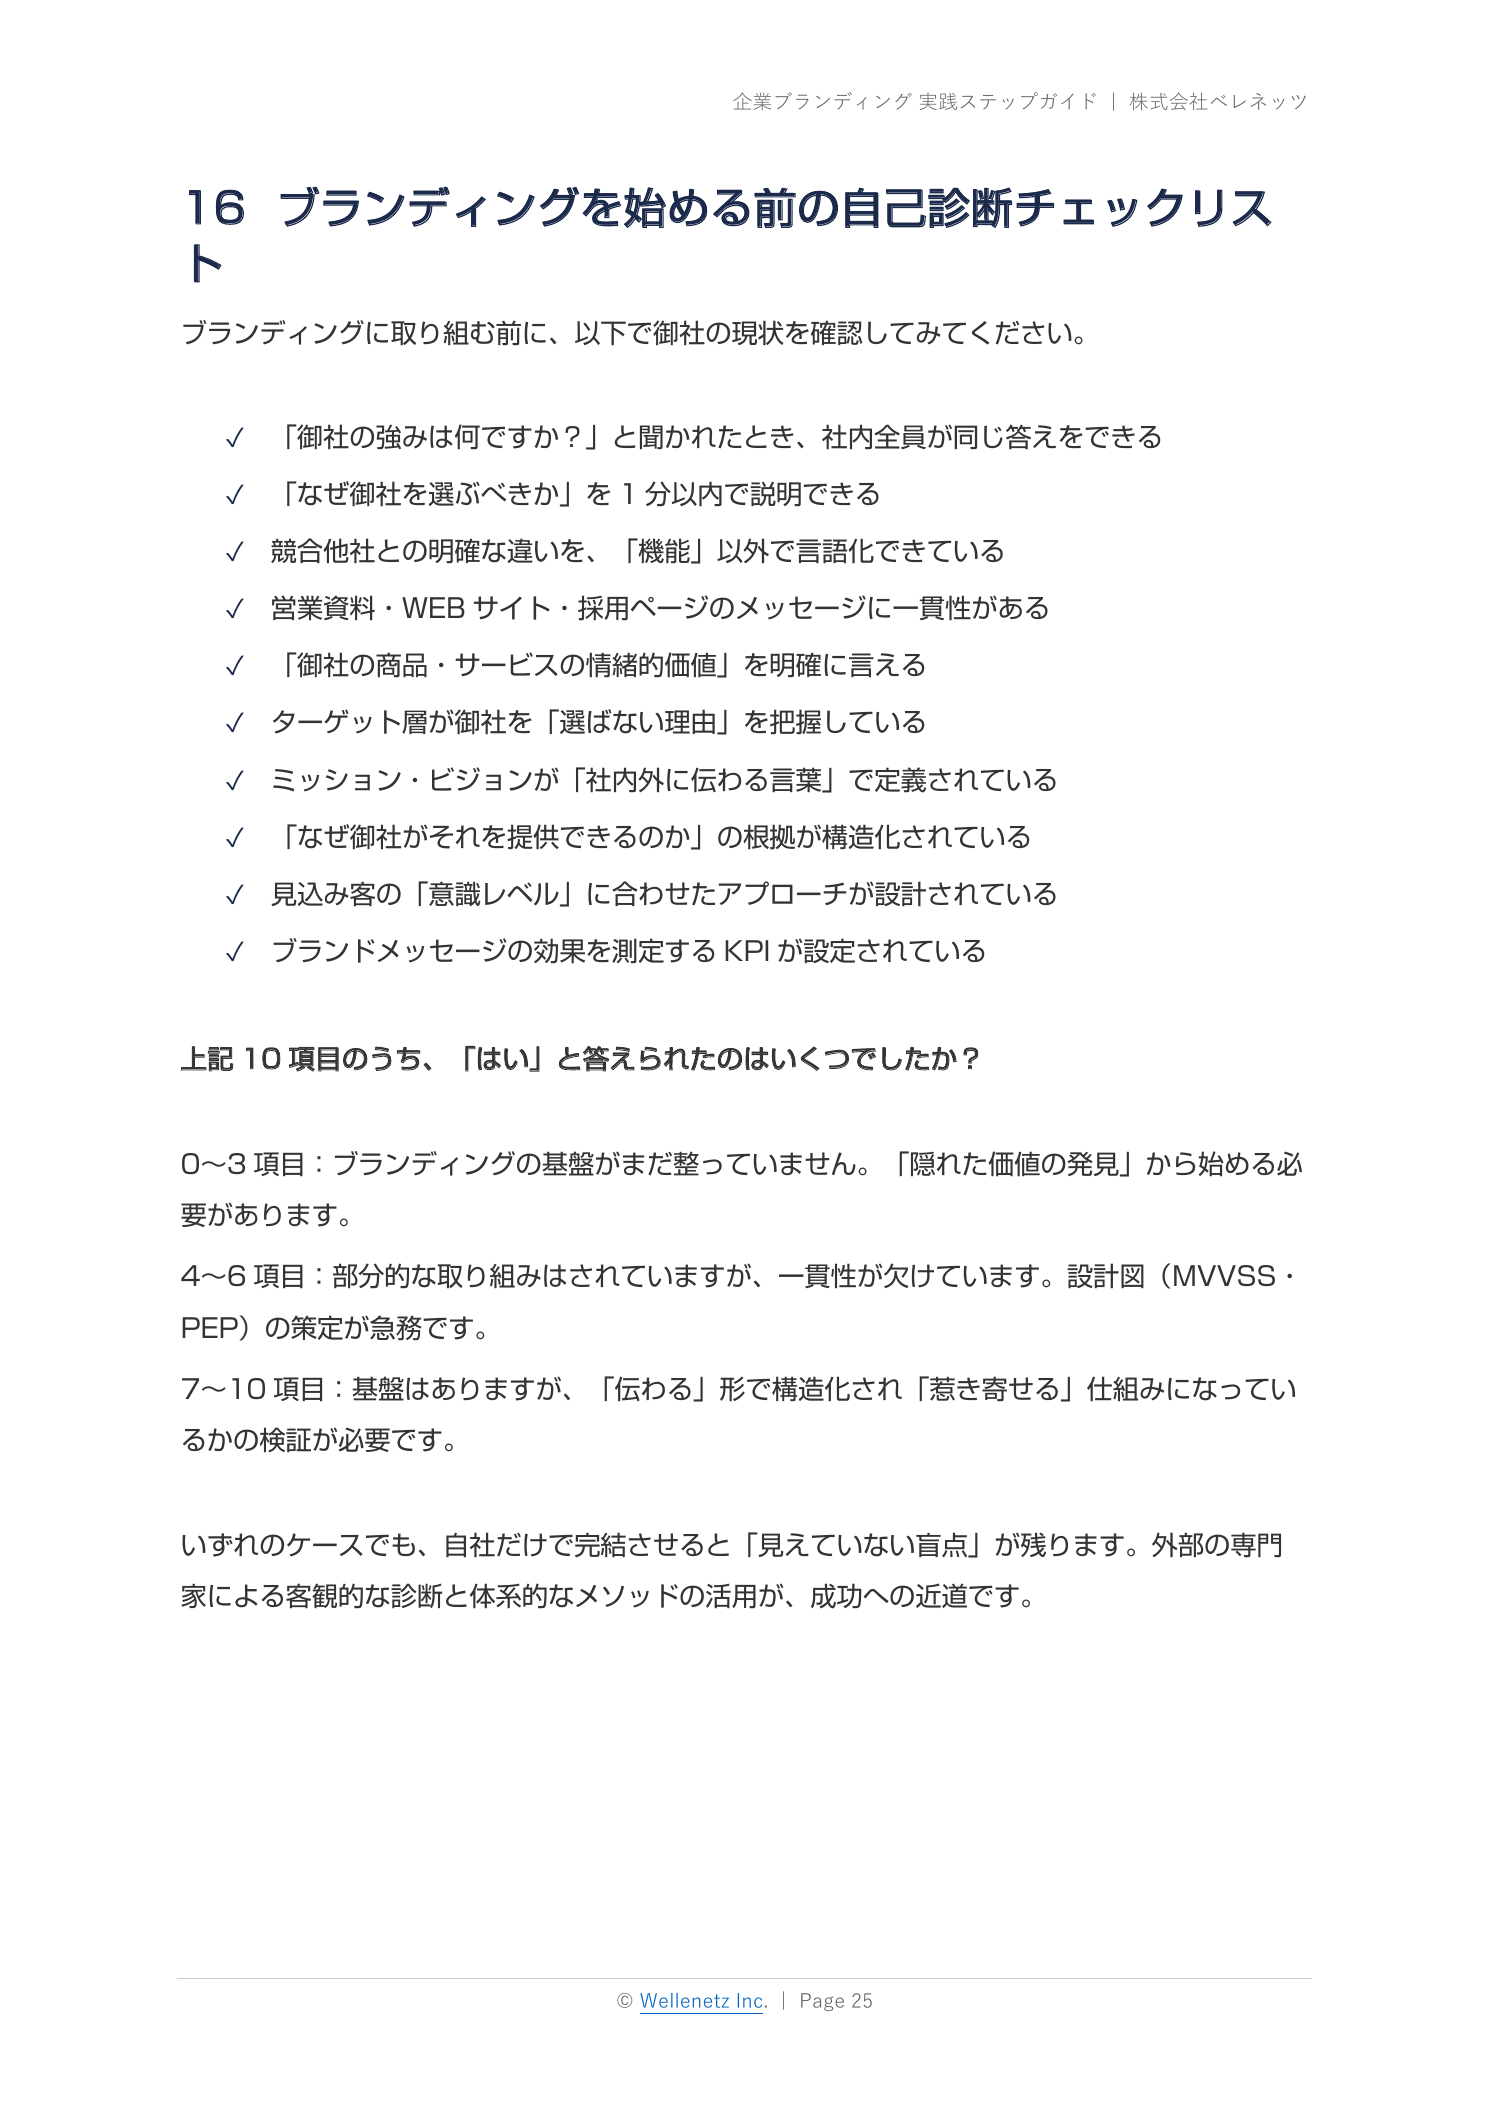 企業ブランディング 実践ステップガイド ｜ 株式会社ベレネッツ
16 ブランディングを始める前の自己診断チェックリス
ト
ブランディングに取り組む前に、以下で御社の現状を確認してみてください。
✓ 「御社の強みは何ですか？」と聞かれたとき、社内全員が同じ答えをできる
✓ 「なぜ御社を選ぶべきか」を 1 分以内で説明できる
✓ 競合他社との明確な違いを、「機能」以外で言語化できている
✓ 営業資料・WEB サイト・採用ページのメッセージに一貫性がある
✓ 「御社の商品・サービスの情緒的価値」を明確に言える
✓ ターゲット層が御社を「選ばない理由」を把握している
✓ ミッション・ビジョンが「社内外に伝わる言葉」で定義されている
✓ 「なぜ御社がそれを提供できるのか」の根拠が構造化されている
✓ 見込み客の「意識レベル」に合わせたアプローチが設計されている
✓ ブランドメッセージの効果を測定する KPI が設定されている
上記 10 項目のうち、「はい」と答えられたのはいくつでしたか？
0〜3 項目：ブランディングの基盤がまだ整っていません。「隠れた価値の発見」から始める必
要があります。
4〜6 項目：部分的な取り組みはされていますが、一貫性が欠けています。設計図（MVVSS・
PEP）の策定が急務です。
7〜10 項目：基盤はありますが、「伝わる」形で構造化され「惹き寄せる」仕組みになってい
るかの検証が必要です。
いずれのケースでも、自社だけで完結させると「見えていない盲点」が残ります。外部の専門
家による客観的な診断と体系的なメソッドの活用が、成功への近道です。
© Wellenetz Inc. ｜ Page 25